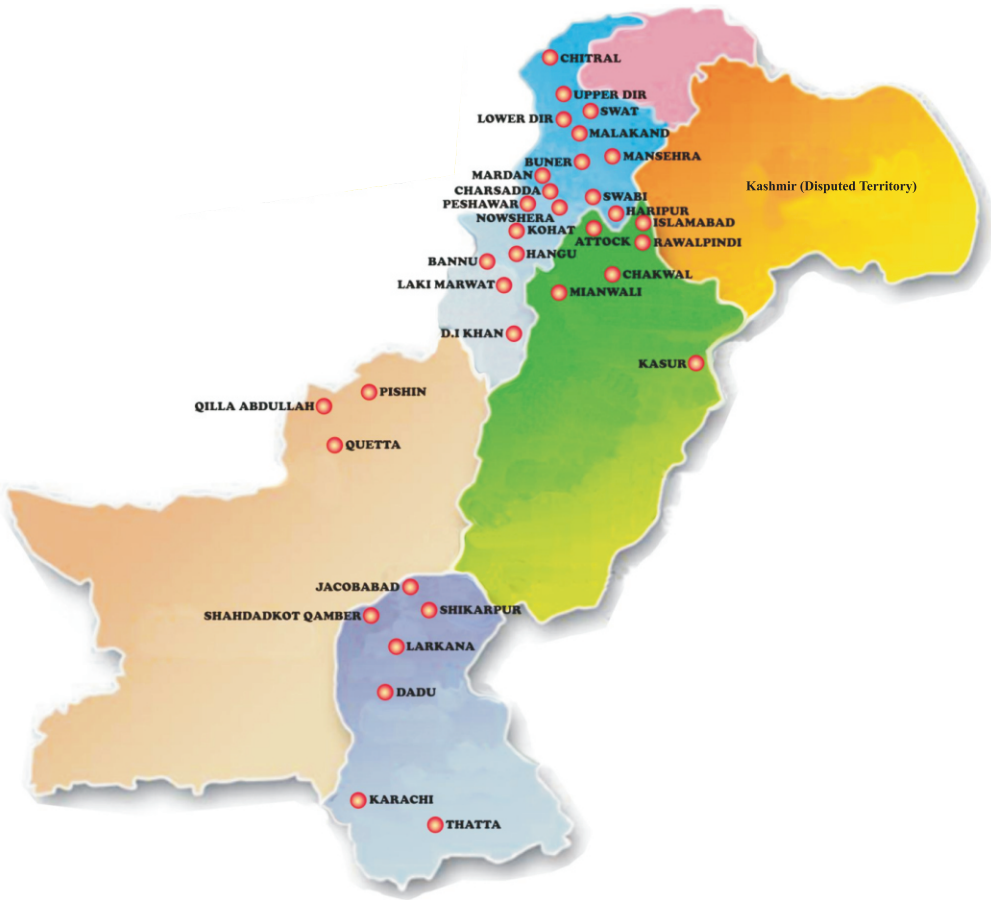 CHITRAL
UPPER DIR
SWAT
LOWER DIR
MALAKAND
BUNER
MANSEHRA
MARDAN
CHARSADDA
SWABI
PESHAWAR
HARIPUR
NOWSHERA
ISLAMABAD
KOHAT
ATTOCK
RAWALPINDI
HANGU
BANNU
CHAKWAL
LAKI MARWAT
MIANWALI
D.I KHAN
KASUR
Kashmir (Disputed Territory)
PISHIN
QILLA ABDULLAH
QUETTA
JACOBABAD
SHIKARPUR
SHAHDADKOT QAMBER
LARKANA
DADU
KARACHI
THATTA